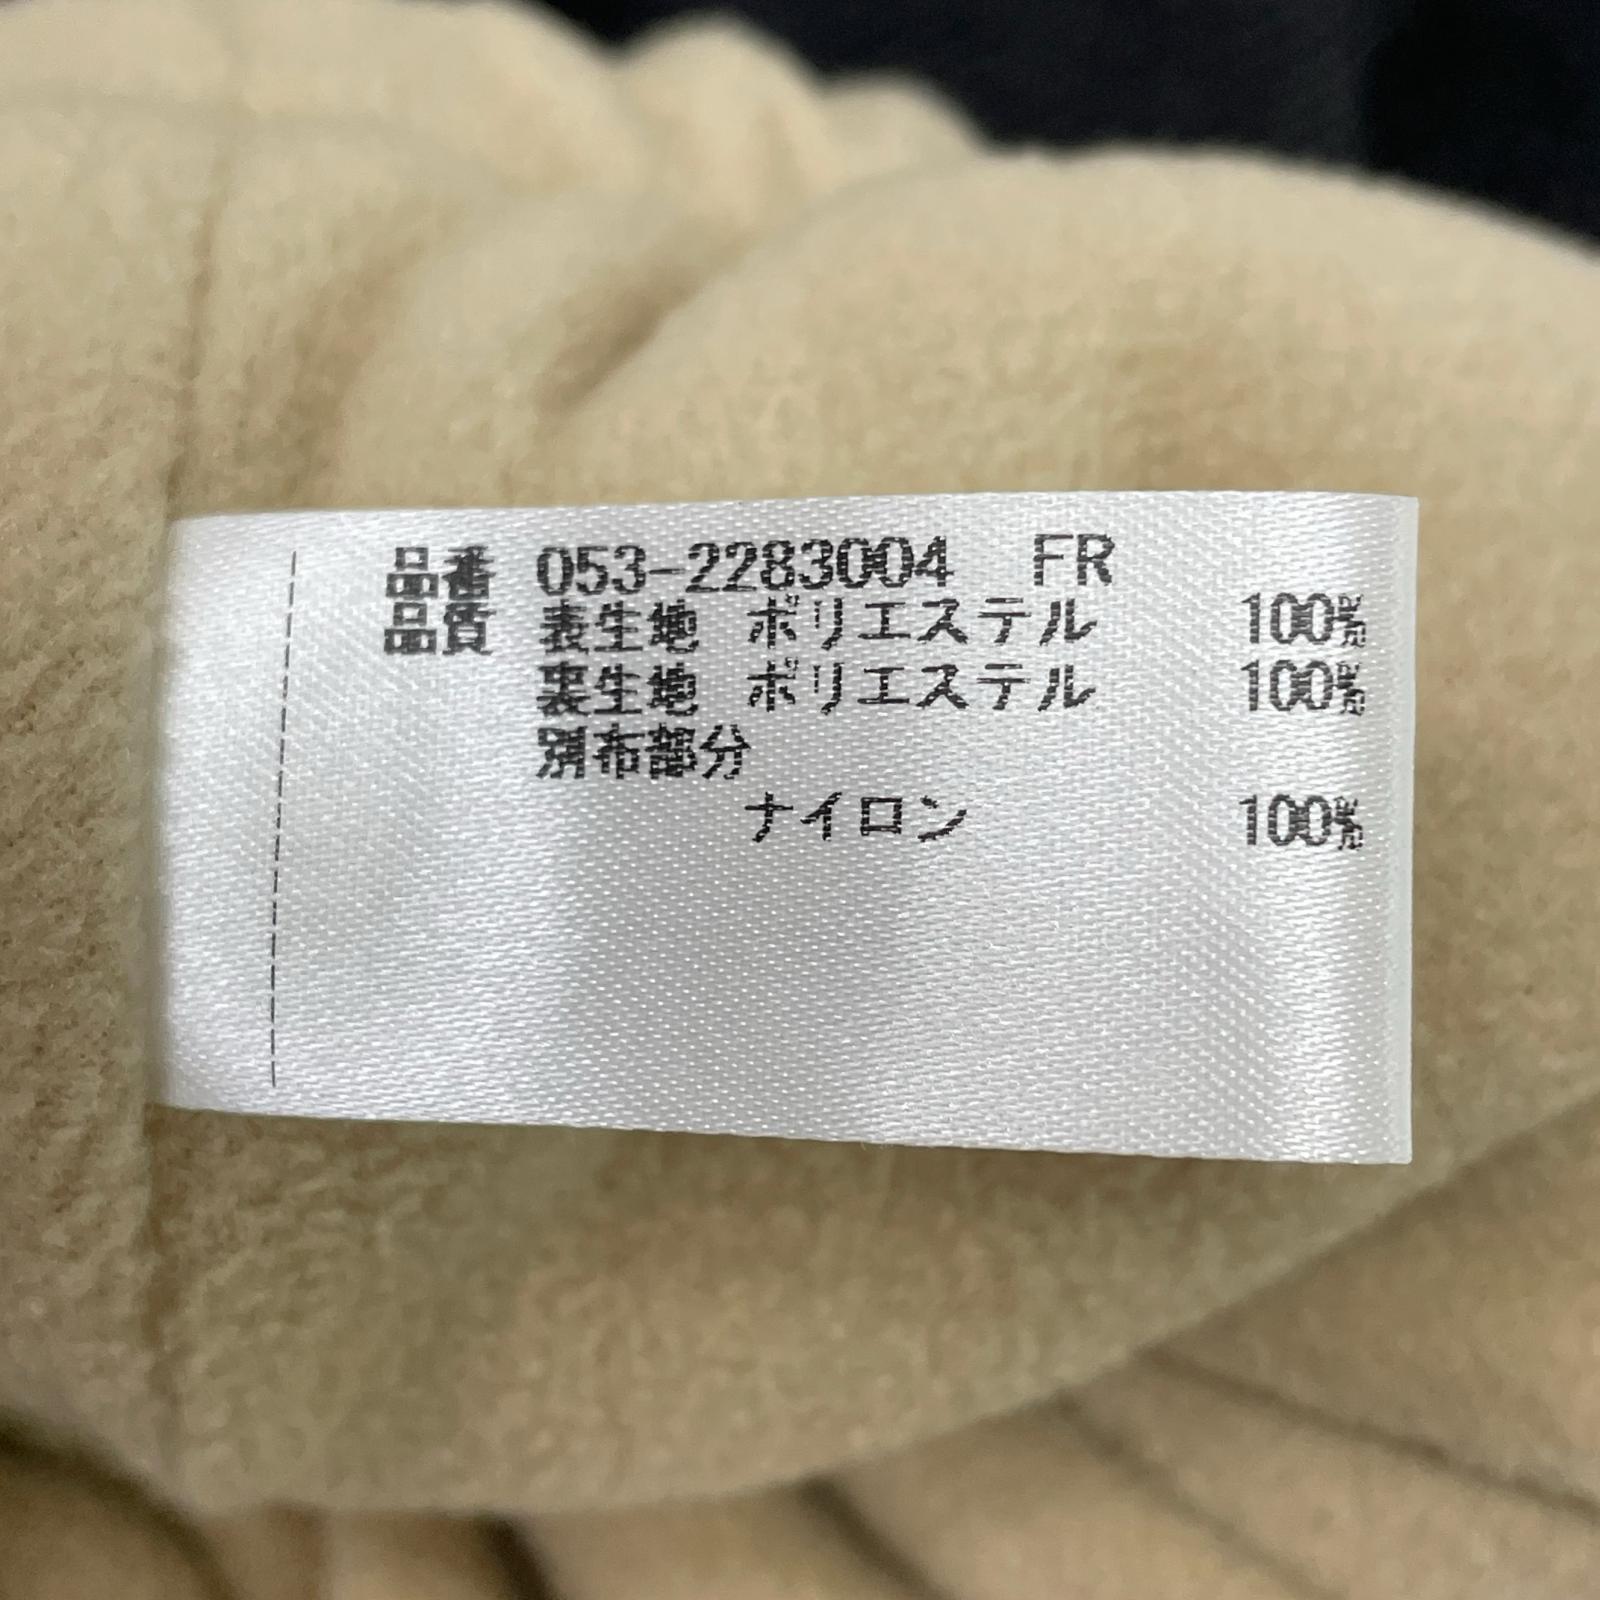 品番 053-2283004 FR
品質 表生地 ポリエステル 100%
裏生地 ポリエステル 100%
別布部分
ナイロン 100%